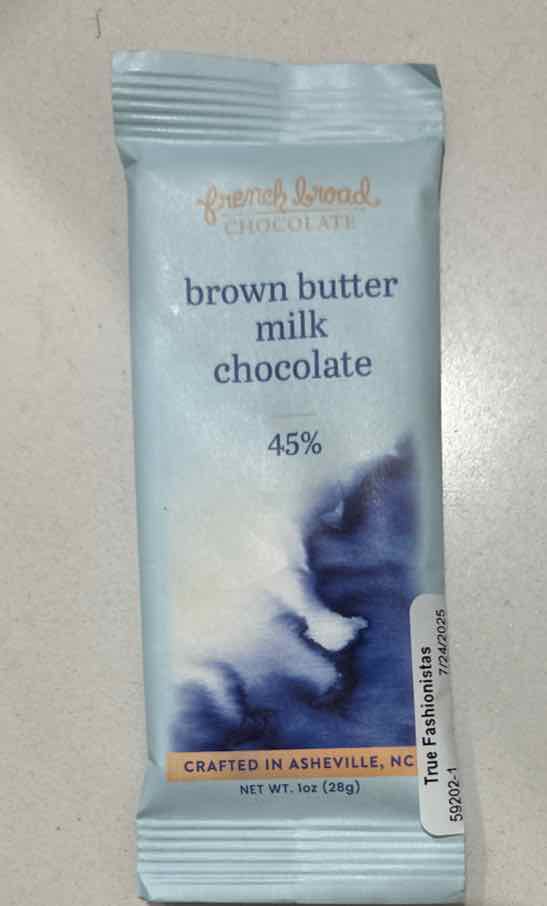 french broad
CHOCOLATE
brown butter
milk
chocolate
45%
CRAFTED IN ASHEVILLE, NC
NET WT. 1oz (28g)
True Fashionistas
7/24/2025
59202-1